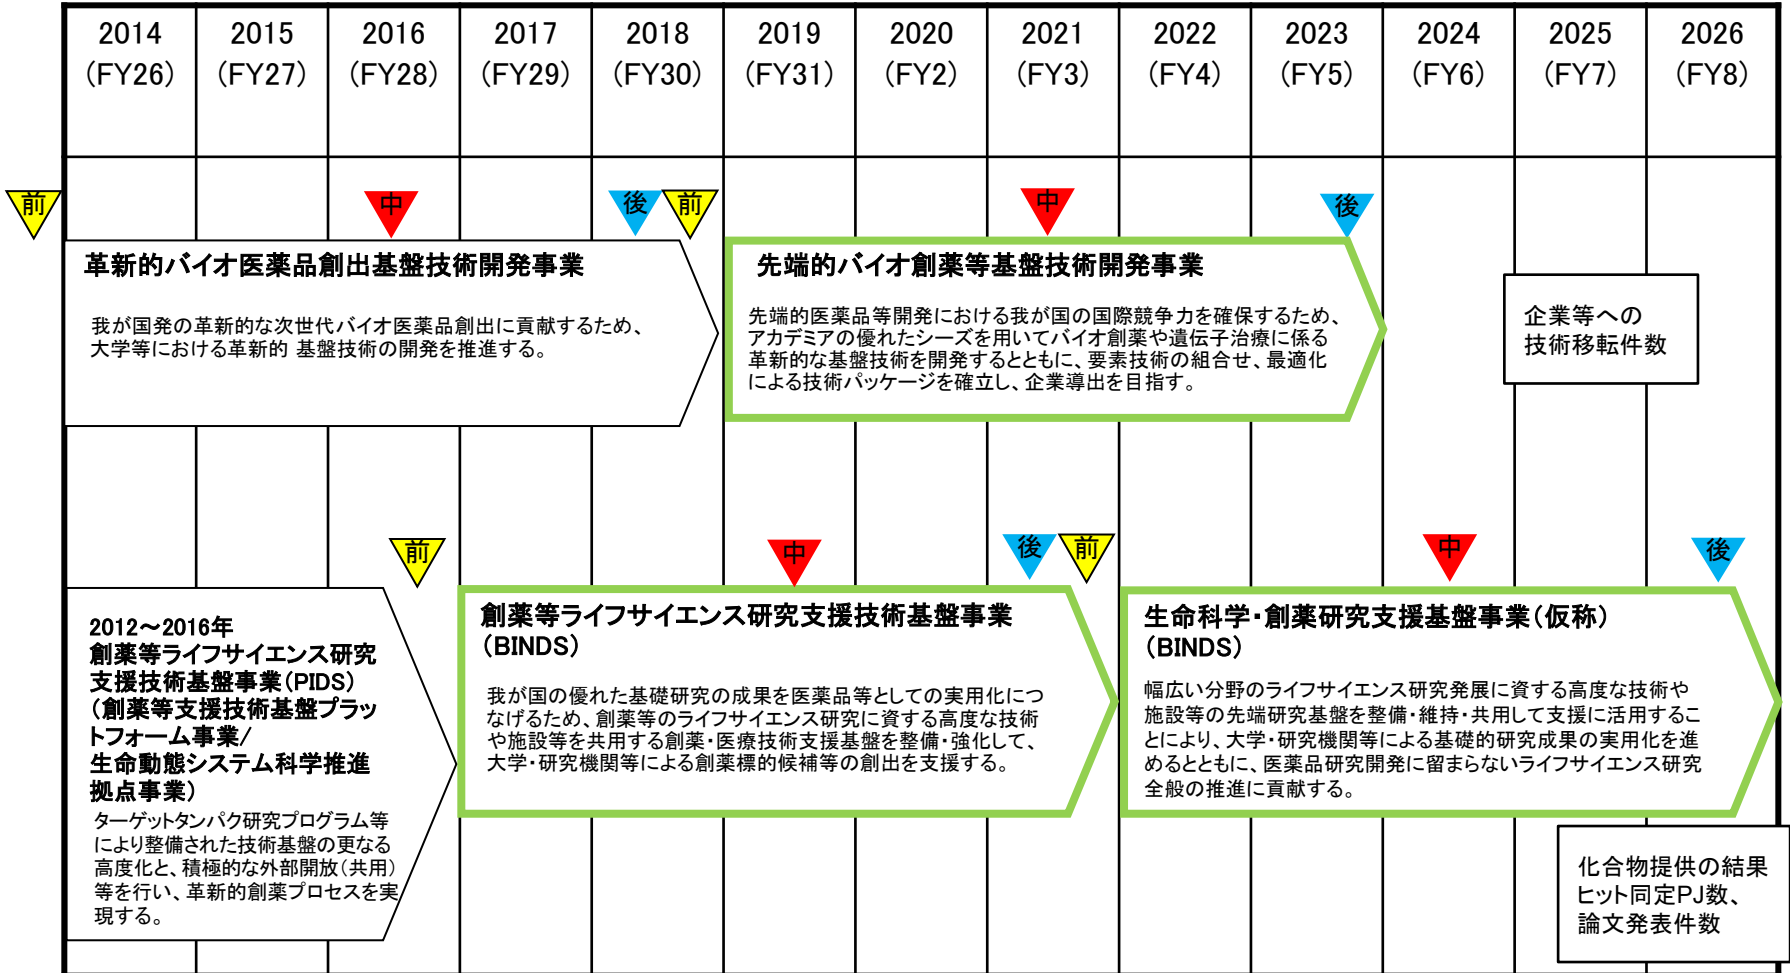 2014
(FY26)
2015
(FY27)
2016
(FY28)
2017
(FY29)
2018
(FY30)
2019
(FY31)
2020
(FY2)
2021
(FY3)
2022
(FY4)
2023
(FY5)
2024
(FY6)
2025
(FY7)
2026
(FY8)
前
中
後
前
中
後
革新的バイオ医薬品創出基盤技術開発事業
我が国発の革新的な次世代バイオ医薬品創出に貢献するため、
大学等における革新的 基盤技術の開発を推進する。
先端的バイオ創薬等基盤技術開発事業
先端的医薬品等開発における我が国の国際競争力を確保するため、
アカデミアの優れたシーズを用いてバイオ創薬や遺伝子治療に係る
革新的な基盤技術を開発するとともに、要素技術の組合せ、最適化
による技術パッケージを確立し、企業導出を目指す。
企業等への
技術移転件数
前
中
後
前
中
後
2012～2016年
創薬等ライフサイエンス研究
支援技術基盤事業(PIDS)
(創薬等支援技術基盤プラッ
トフォーム事業/
生命動態システム科学推進
拠点事業)
ターゲットタンパク研究プログラム等
により整備された技術基盤の更なる
高度化と、積極的な外部開放(共用)
等を行い、革新的創薬プロセスを実
現する。
創薬等ライフサイエンス研究支援技術基盤事業
(BINDS)
我が国の優れた基礎研究の成果を医薬品等としての実用化につ
なげるため、創薬等のライフサイエンス研究に資する高度な技術
や施設等を共用する創薬・医療技術支援基盤を整備・強化して、
大学・研究機関等による創薬標的候補等の創出を支援する。
生命科学・創薬研究支援基盤事業(仮称)
(BINDS)
幅広い分野のライフサイエンス研究発展に資する高度な技術や
施設等の先端研究基盤を整備・維持・共用して支援に活用するこ
とにより、大学・研究機関等による基礎的研究成果の実用化を進
めるとともに、医薬品研究開発に留まらないライフサイエンス研究
全般の推進に貢献する。
化合物提供の結果
ヒット同定PJ数、
論文発表件数